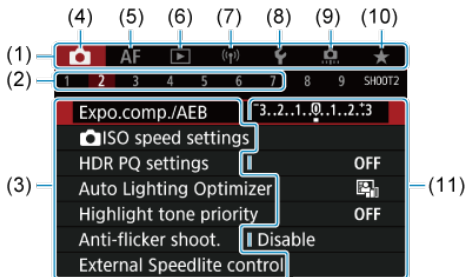 (4) (5) (6) (7) (8) (9) (10)
(1) AF
(2) 1 2 3 4 5 6 7 8 9 SHOOT2
Expo.comp./AEB -3..2..1..0..1..2..+3
ISO speed settings
HDR PQ settings OFF
(3) Auto Lighting Optimizer (11)
Highlight tone priority OFF
Anti-flicker shoot. Disable
External Speedlite control